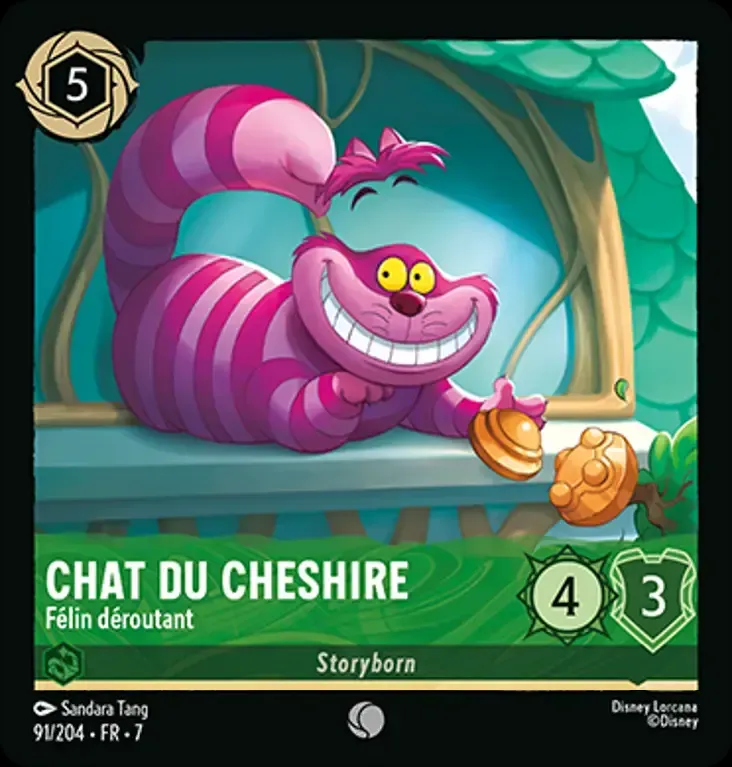 5
CHAT DU CHESHIRE
Félin déroutant
4
3
Storyborn
Sandara Tang
Disney Lorcana
91/204 • FR • 7
©Disney